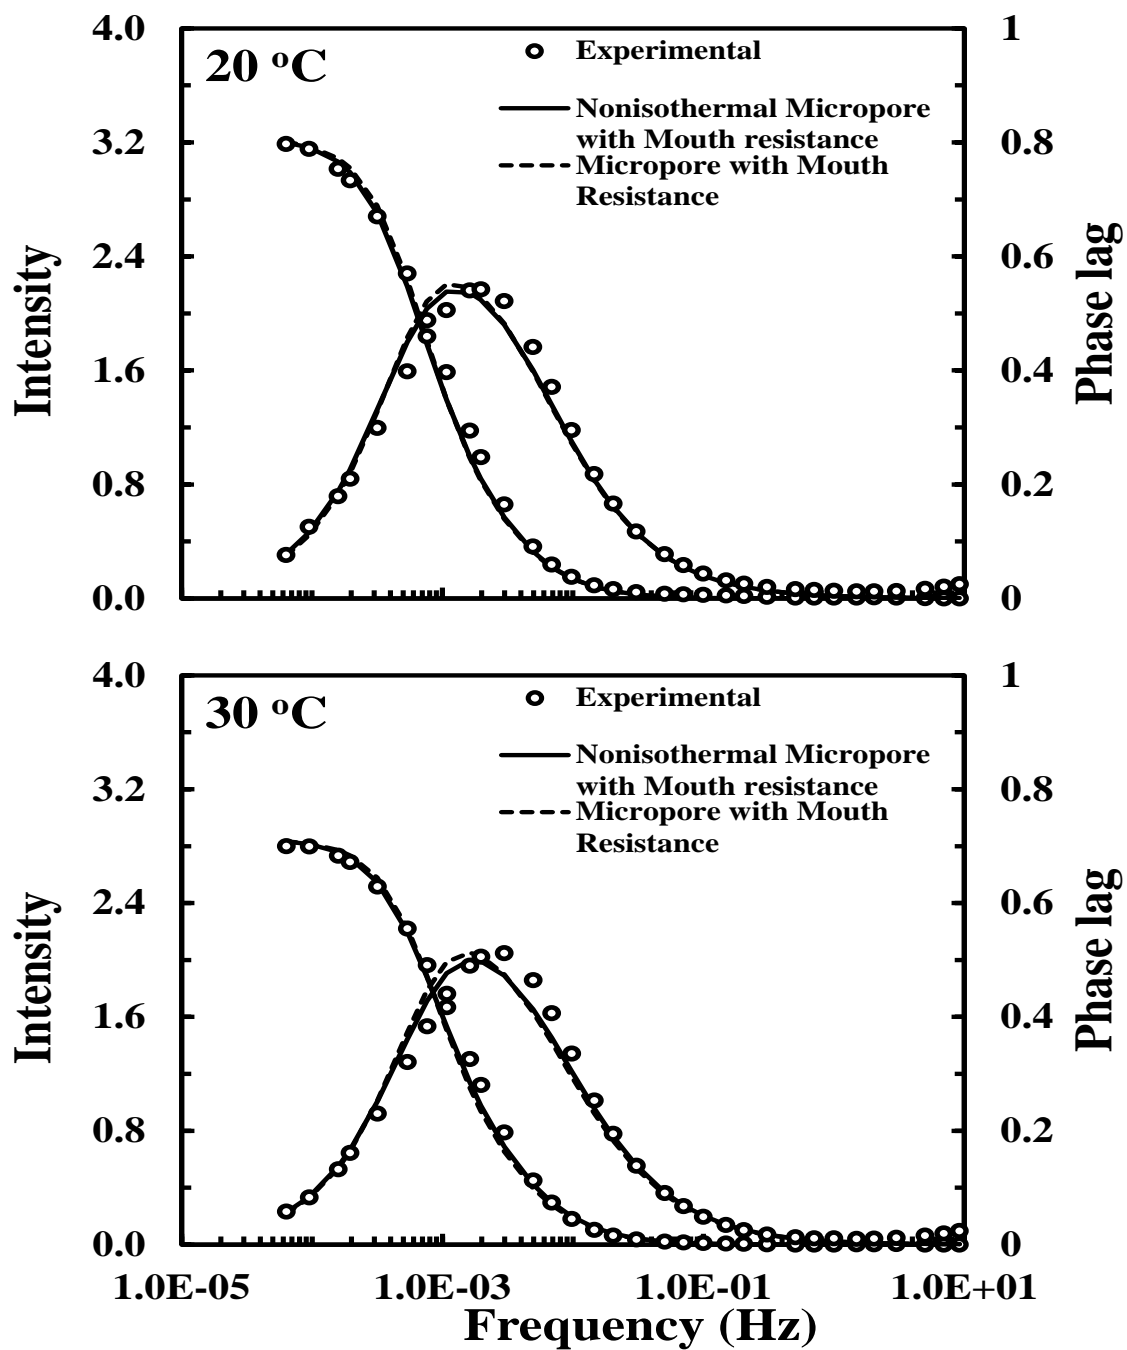 4.0
1
20 °C
Experimental
Nonisothermal Micropore
with Mouth resistance
Micropore with Mouth
Resistance
3.2
0.8
2.4
0.6
1.6
0.4
0.8
0.2
0.0
0
Intensity
Phase lag
4.0
1
30 °C
Experimental
Nonisothermal Micropore
with Mouth resistance
Micropore with Mouth
Resistance
3.2
0.8
2.4
0.6
1.6
0.4
0.8
0.2
0.0
0
Intensity
Phase lag
1.0E-05 1.0E-03 1.0E-01 1.0E+01
Frequency (Hz)